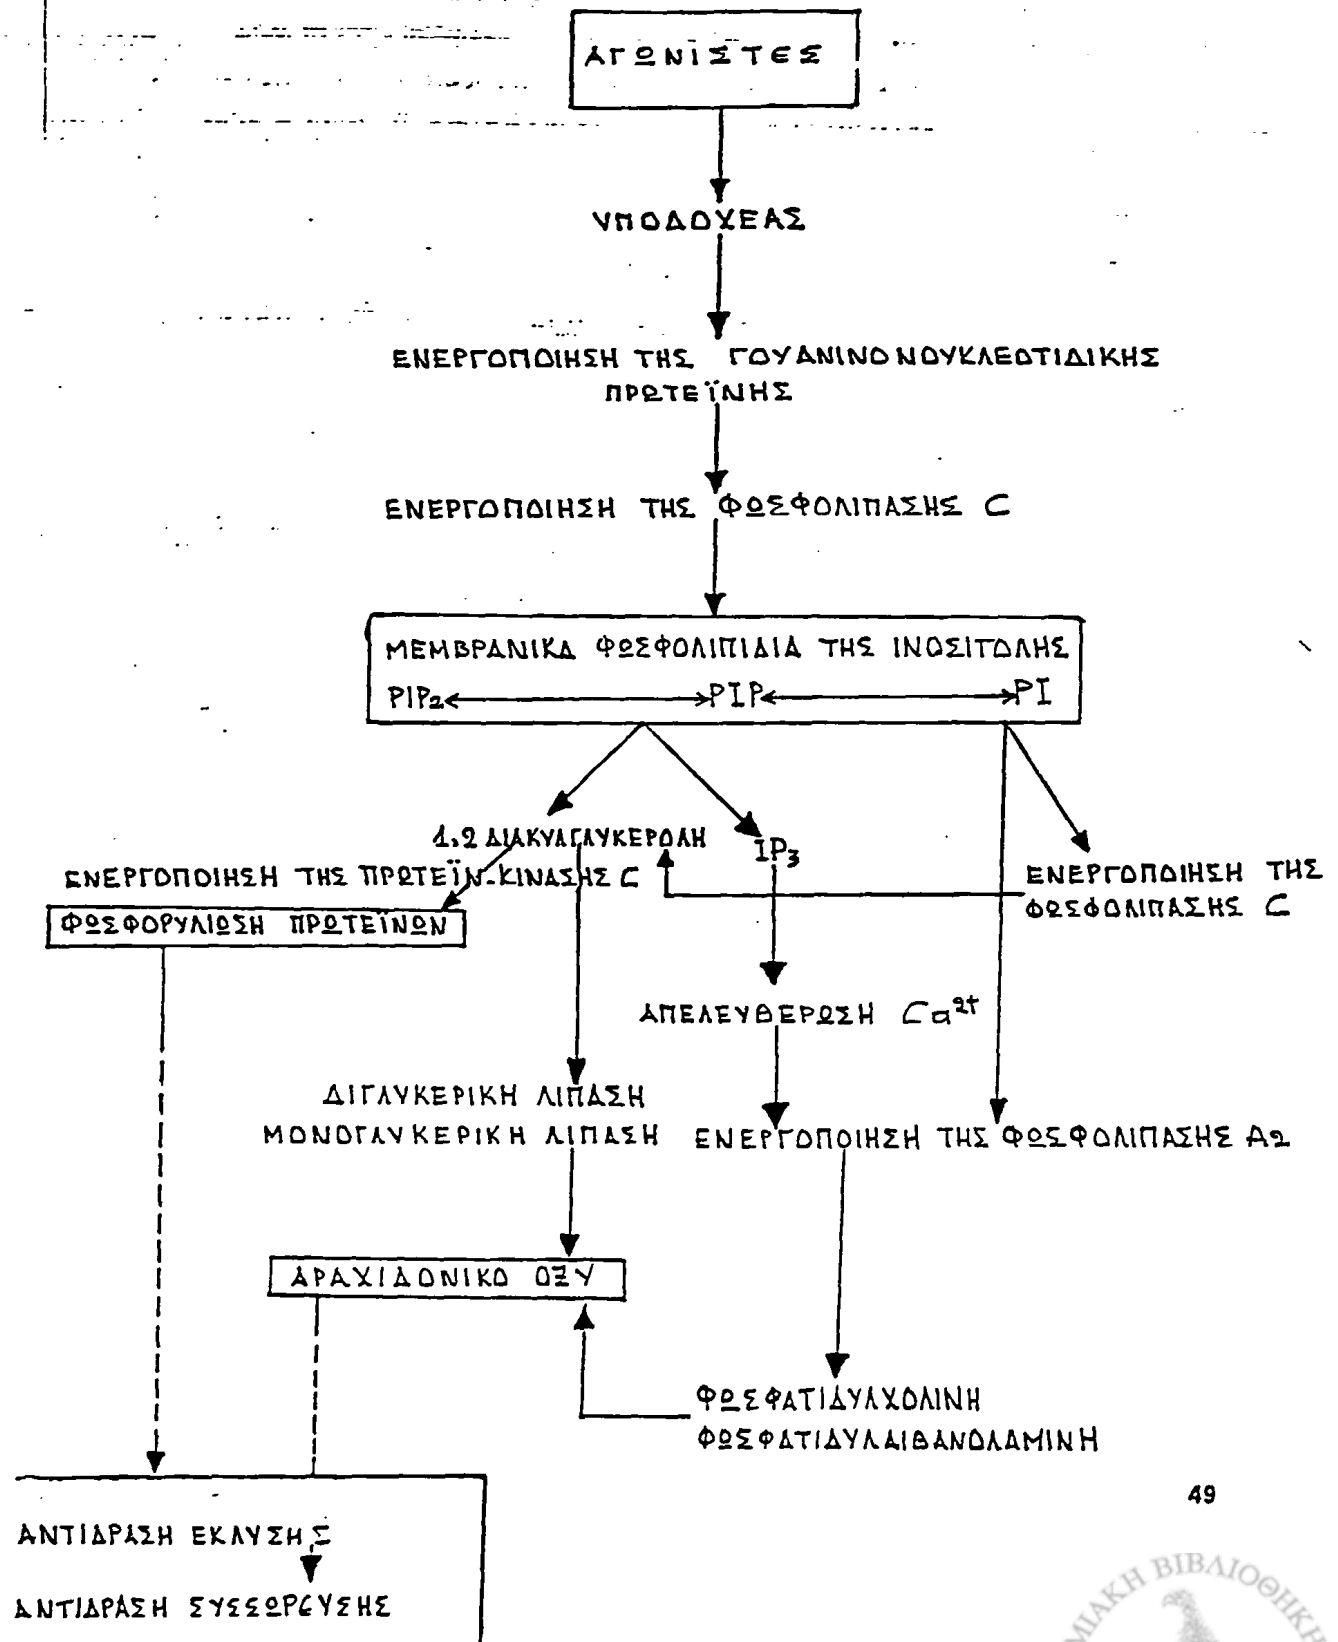 ΑΓΩΝΙΣΤΕΣ
ΥΠΟΔΟΧΕΑΣ
ΕΝΕΡΓΟΠΟΙΗΣΗ ΤΗΣ ΓΟΥΑΝΙΝΟΝΟΥΚΛΕΟΤΙΔΙΚΗΣ
ΠΡΩΤΕΪΝΗΣ
ΕΝΕΡΓΟΠΟΙΗΣΗ ΤΗΣ ΦΩΣΦΟΛΙΠΑΣΗΣ C
ΜΕΜΒΡΑΝΙΚΑ ΦΩΣΦΟΛΙΠΙΔΙΑ ΤΗΣ ΙΝΟΣΙΤΟΛΗΣ
PIP2 PIP PI
1,2 ΔΙΑΚΥΛΓΛΥΚΕΡΟΛΗ
IP3
ΕΝΕΡΓΟΠΟΙΗΣΗ ΤΗΣ ΠΡΩΤΕΪΝ-ΚΙΝΑΣΗΣ C
ΕΝΕΡΓΟΠΟΙΗΣΗ ΤΗΣ
ΦΩΣΦΟΛΙΠΑΣΗΣ C
ΦΩΣΦΟΡΥΛΙΩΣΗ ΠΡΩΤΕΪΝΩΝ
ΑΠΕΛΕΥΘΕΡΩΣΗ Ca2+
ΔΙΓΛΥΚΕΡΙΚΗ ΛΙΠΑΣΗ
ΜΟΝΟΓΛΥΚΕΡΙΚΗ ΛΙΠΑΣΗ
ΕΝΕΡΓΟΠΟΙΗΣΗ ΤΗΣ ΦΩΣΦΟΛΙΠΑΣΗΣ Α2
ΑΡΑΧΙΔΟΝΙΚΟ ΟΞΥ
ΦΩΣΦΑΤΙΔΥΛΧΟΛΙΝΗ
ΦΩΣΦΑΤΙΔΥΛΑΙΘΑΝΟΛΑΜΙΝΗ
49
ΑΝΤΙΔΡΑΣΗ ΕΚΛΥΣΗΣ
ΑΝΤΙΔΡΑΣΗ ΣΥΣΣΩΡΕΥΣΗΣ
ΒΙΒΛΙΟΘΗΚΗ